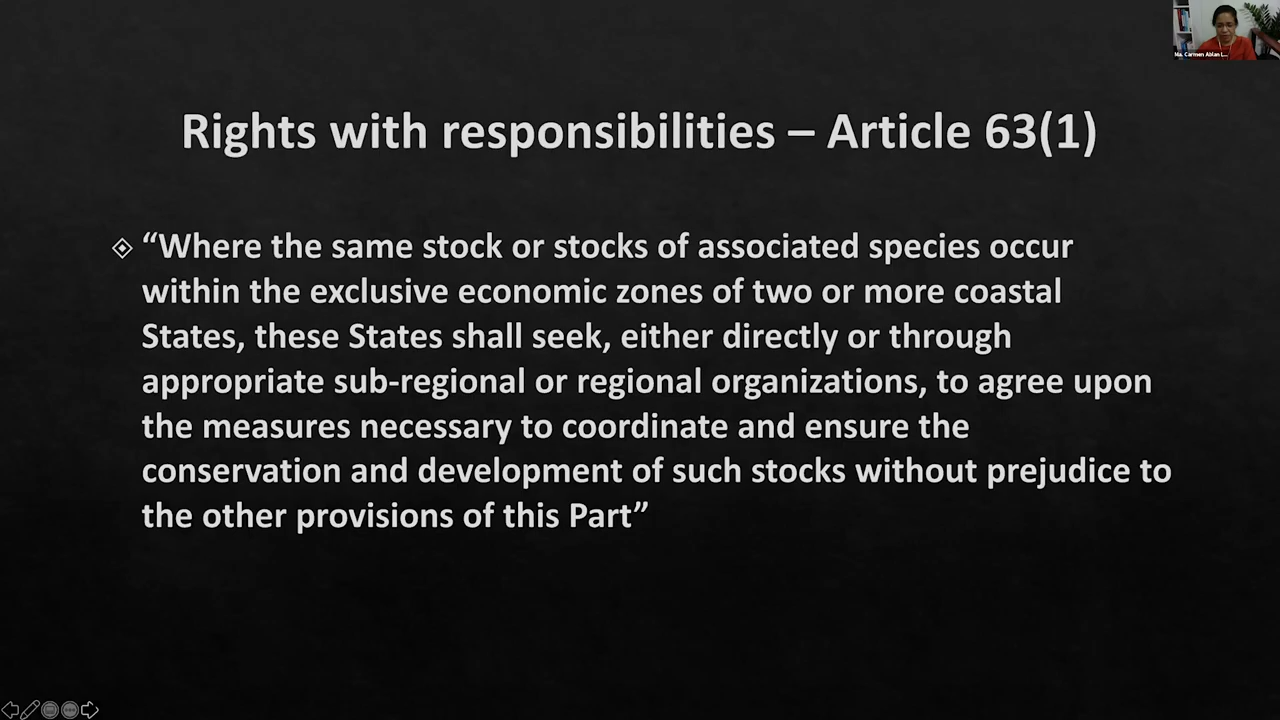 Ma. Carmen Ablan L...
Rights with responsibilities – Article 63(1)
“Where the same stock or stocks of associated species occur
within the exclusive economic zones of two or more coastal
States, these States shall seek, either directly or through
appropriate sub-regional or regional organizations, to agree upon
the measures necessary to coordinate and ensure the
conservation and development of such stocks without prejudice to
the other provisions of this Part”